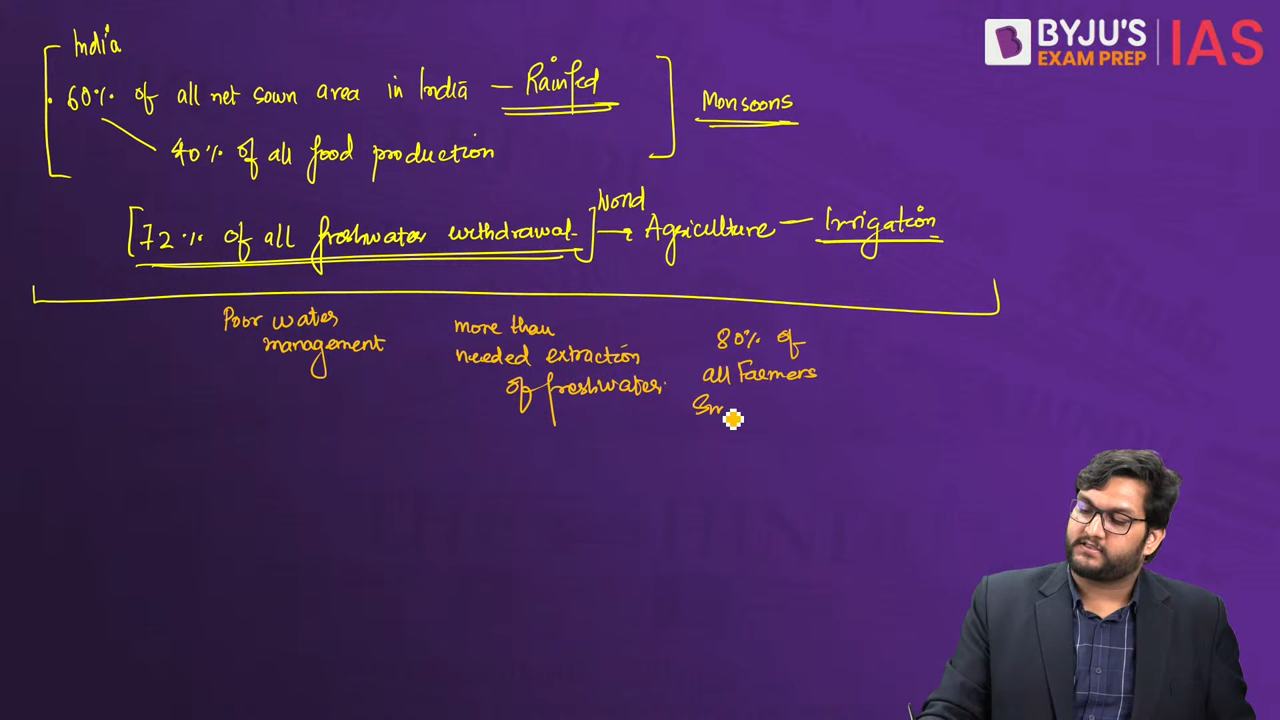 India
60% of all net sown area in India — Rainfed
Monsoons
40% of all food production
[72% of all freshwater withdrawal] World → Agriculture — Irrigation
Poor water
management
more than
needed extraction
of freshwater.
80% of
all Farmers
Sm
BYJU'S
EXAM PREP
IAS